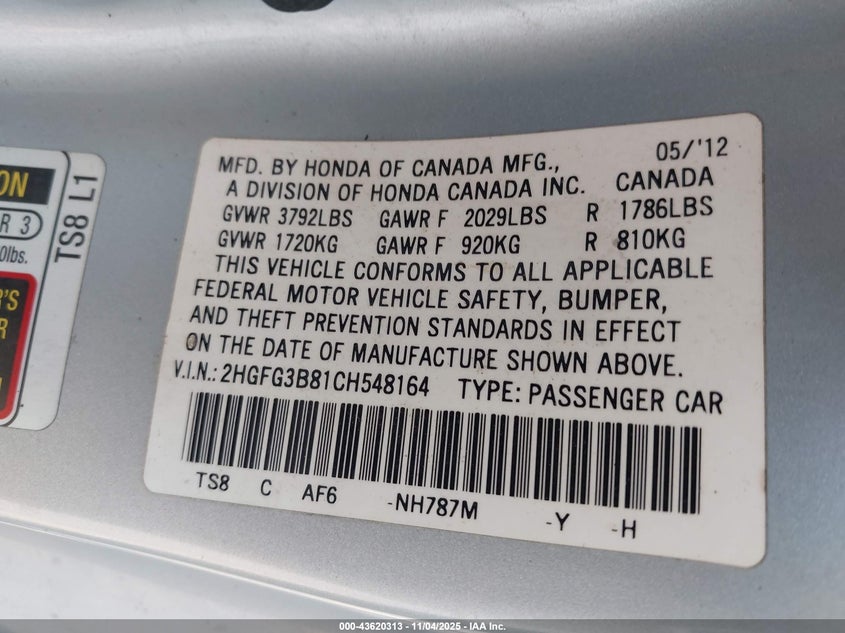 ON
R 3
0lbs.
'S
R
TS8 L1
MFD. BY HONDA OF CANADA MFG., 05/'12
A DIVISION OF HONDA CANADA INC. CANADA
GVWR 3792LBS GAWR F 2029LBS R 1786LBS
GVWR 1720KG GAWR F 920KG R 810KG
THIS VEHICLE CONFORMS TO ALL APPLICABLE
FEDERAL MOTOR VEHICLE SAFETY, BUMPER,
AND THEFT PREVENTION STANDARDS IN EFFECT
ON THE DATE OF MANUFACTURE SHOWN ABOVE.
V.I.N.: 2HGFG3B81CH548164 TYPE: PASSENGER CAR
TS8 C AF6 -NH787M -Y -H
000-43620313 - 11/04/2025 - IAA Inc.